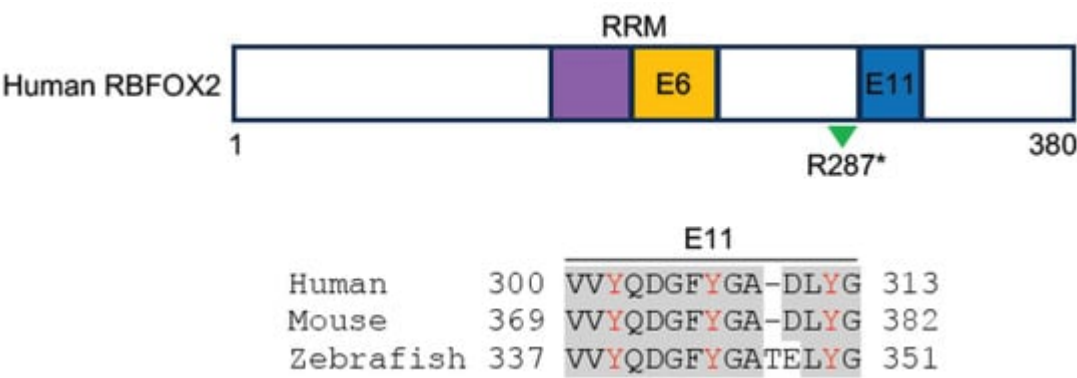 RRM
Human RBFOX2 E6 E11
1 380
R287*
E11
Human 300 VVYQDGFYGA-DLYG 313
Mouse 369 VVYQDGFYGA-DLYG 382
Zebrafish 337 VVYQDGFYGATELYG 351